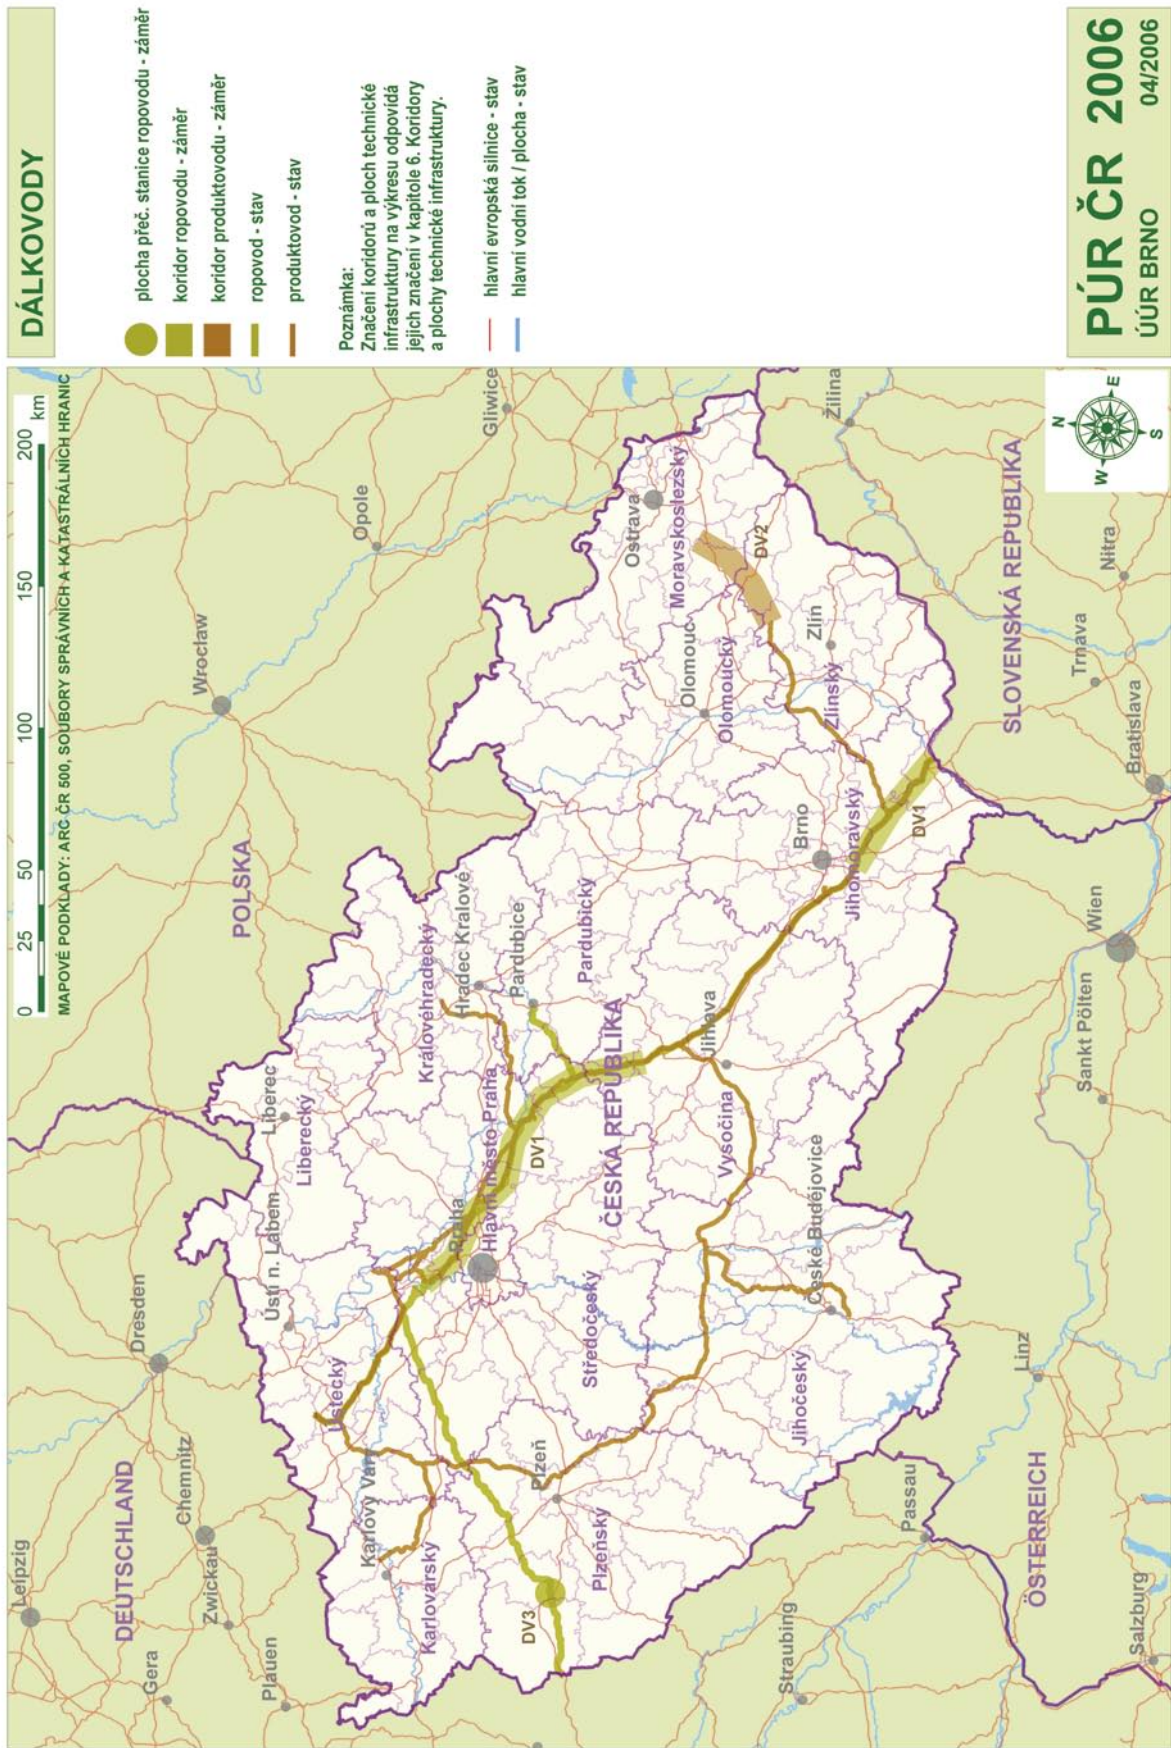 DÁLKOVODY
plocha přeč. stanice ropovodu - záměr
koridor ropovodu - záměr
koridor produktovodu - záměr
ropovod - stav
produktovod - stav
Poznámka:
Značení koridorů a ploch technické
infrastruktury na výkresu odpovídá
jejich značení v kapitole 6. Koridory
a plochy technické infrastruktury.
hlavní evropská silnice - stav
hlavní vodní tok / plocha - stav
PÚR ČR 2006
ÚÚR BRNO 04/2006
0 25 50 100 150 200 km
MAPOVÉ PODKLADY: ARC ČR 500, SOUBORY SPRÁVNÍCH A KATASTRÁLNÍCH HRANIC
Leipzig
DEUTSCHLAND
Gera
Zwickau
Chemnitz
Dresden
Plauen
POLSKA
Wrocław
Opole
Gliwice
Ústí n. Labem
Liberec
Liberecký
Ústecký
Karlovy Vary
Karlovarský
Praha
Hlavní město Praha
Královéhradecký
Hradec Králové
Pardubice
Pardubický
DV1
DV3
Plzeň
Plzeňský
Středočeský
ČESKÁ REPUBLIKA
Ostrava
Moravskoslezský
Olomouc
Olomoucký
DV2
Jihlava
Vysočina
České Budějovice
Jihočeský
Brno
Jihomoravský
Zlín
Zlínský
DV1
Žilina
SLOVENSKÁ REPUBLIKA
Nitra
Trnava
Bratislava
Straubing
Passau
Linz
ÖSTERREICH
Salzburg
Sankt Pölten
Wien
N
W E
S